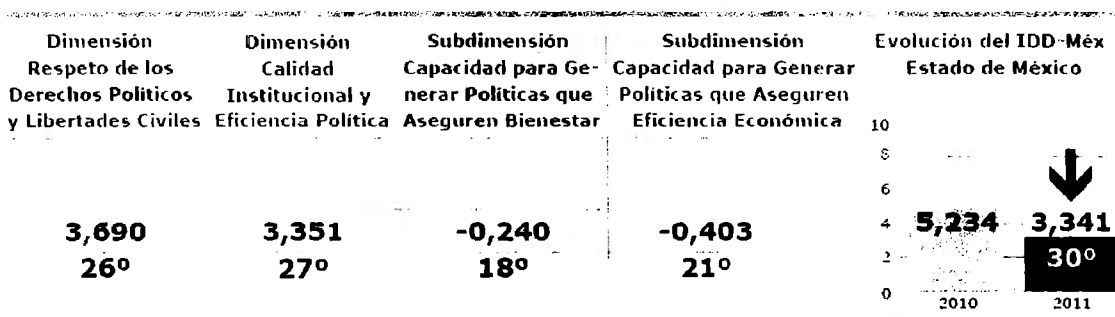 Dimensión
Respeto de los
Derechos Politicos
y Libertades Civiles
Dimensión
Calidad
Institucional y
Eficiencia Política
Subdimensión
Capacidad para Ge-
nerar Políticas que
Aseguren Bienestar
Subdimensión
Capacidad para Generar
Políticas que Aseguren
Eficiencia Económica
Evolución del IDD-Méx
Estado de México
3,690
26º
3,351
27º
-0,240
18º
-0,403
21º
10
8
6
4
2
0
5,234
3,341
30º
2010
2011